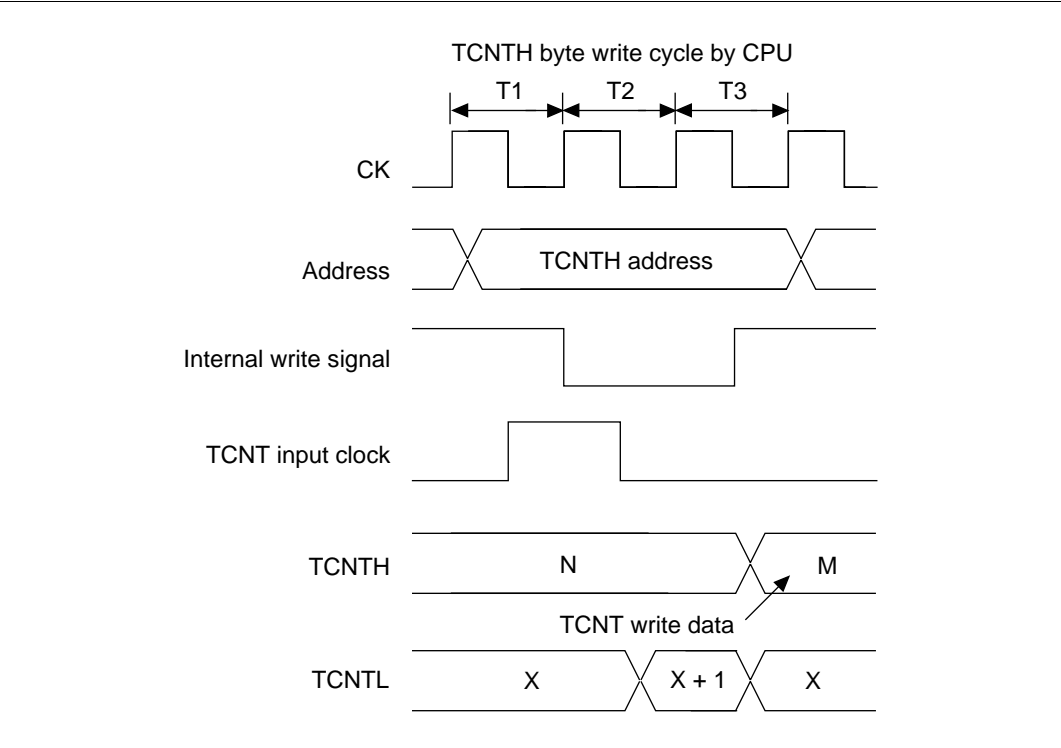 TCNTH byte write cycle by CPU
T1 T2 T3
CK
Address TCNTH address
Internal write signal
TCNT input clock
TCNTH N M
TCNT write data
TCNTL X X + 1 X